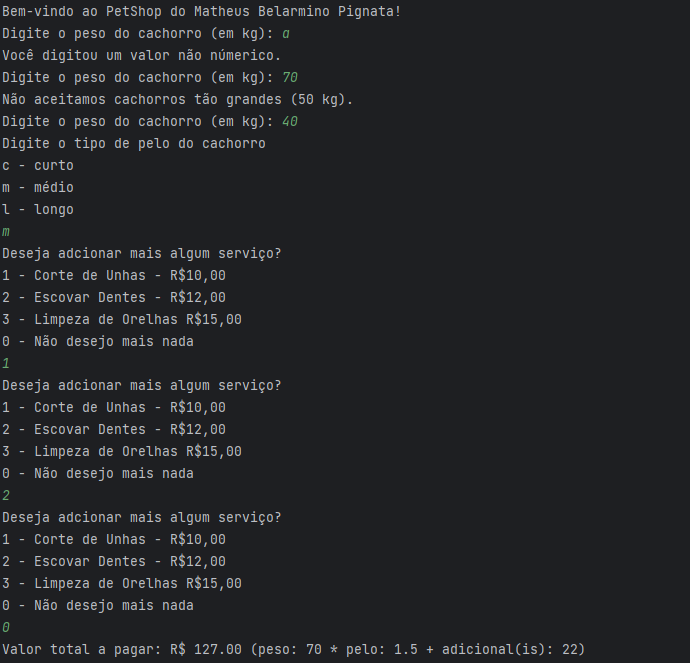 Bem-vindo ao PetShop do Matheus Belarmino Pignata!
Digite o peso do cachorro (em kg): a
Você digitou um valor não númerico.
Digite o peso do cachorro (em kg): 70
Não aceitamos cachorros tão grandes (50 kg).
Digite o peso do cachorro (em kg): 40
Digite o tipo de pelo do cachorro
c - curto
m - médio
l - longo
m
Deseja adcionar mais algum serviço?
1 - Corte de Unhas - R$10,00
2 - Escovar Dentes - R$12,00
3 - Limpeza de Orelhas R$15,00
0 - Não desejo mais nada
1
Deseja adcionar mais algum serviço?
1 - Corte de Unhas - R$10,00
2 - Escovar Dentes - R$12,00
3 - Limpeza de Orelhas R$15,00
0 - Não desejo mais nada
2
Deseja adcionar mais algum serviço?
1 - Corte de Unhas - R$10,00
2 - Escovar Dentes - R$12,00
3 - Limpeza de Orelhas R$15,00
0 - Não desejo mais nada
0
Valor total a pagar: R$ 127.00 (peso: 70 * pelo: 1.5 + adicional(is): 22)